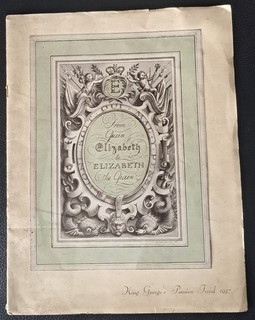 E
From
Queen
Elizabeth
to
ELIZABETH
the Queen
King George's Pension Fund 1937